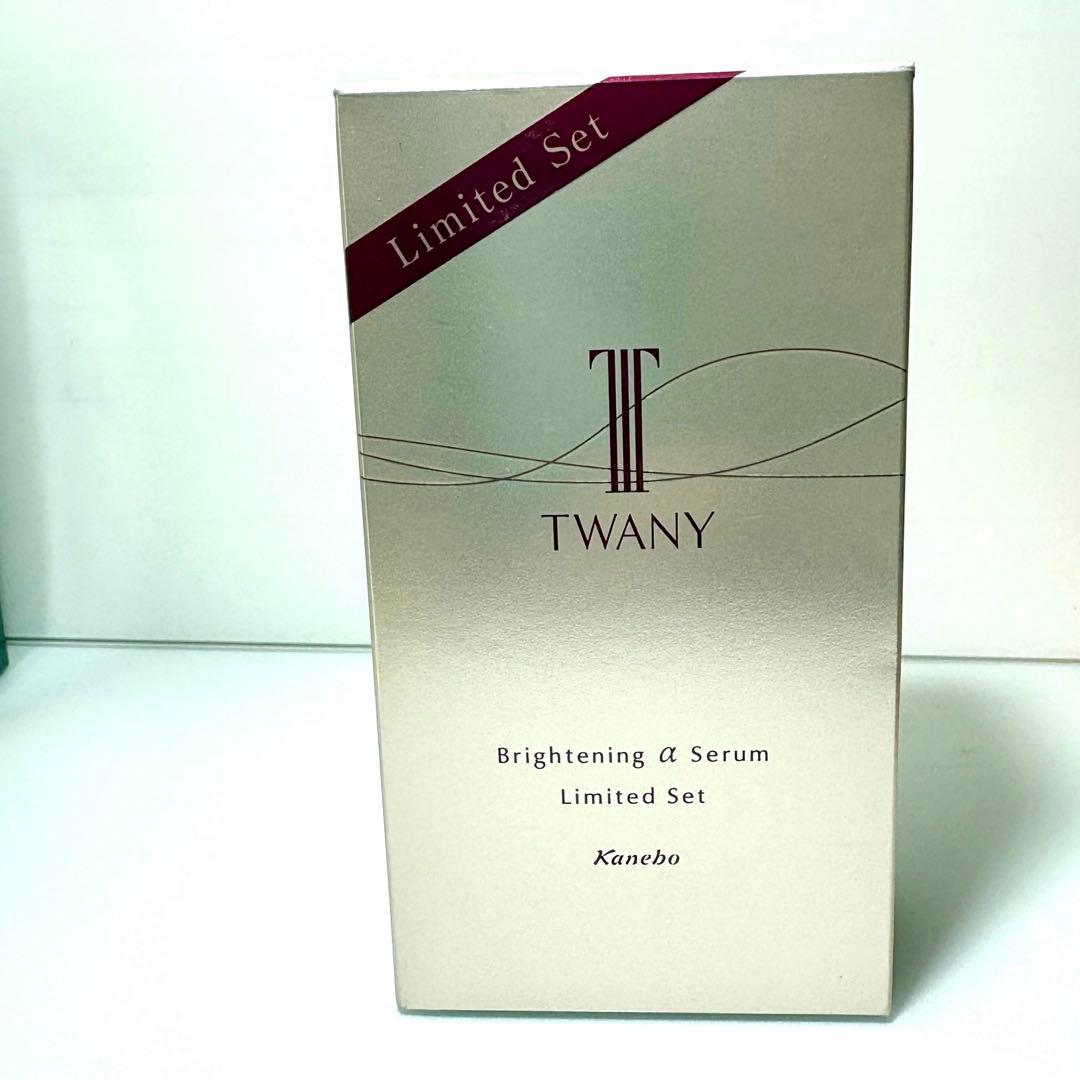 Limited Set
TWANY
Brightening α Serum
Limited Set
Kanebo